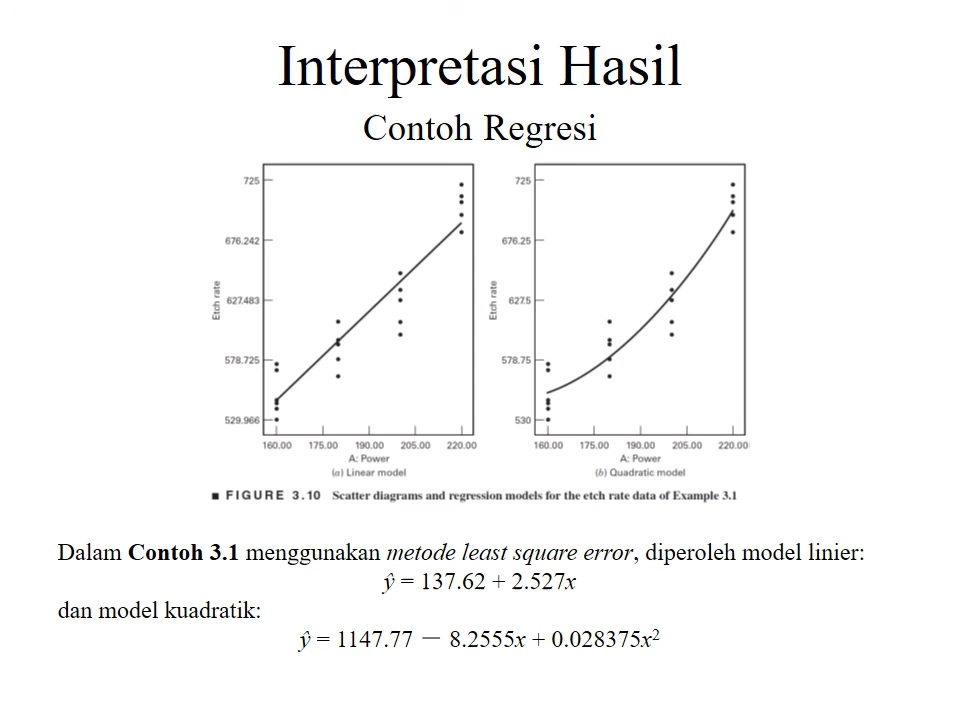 Interpretasi Hasil
Contoh Regresi
725
676.242
627.483
578.725
529.966
Etch rate
160.00 175.00 190.00 205.00 220.00
A: Power
(a) Linear model
725
676.25
627.5
578.75
530
Etch rate
160.00 175.00 190.00 205.00 220.00
A: Power
(b) Quadratic model
■ FIGURE 3.10 Scatter diagrams and regression models for the etch rate data of Example 3.1
Dalam Contoh 3.1 menggunakan metode least square error, diperoleh model linier:
ŷ = 137.62 + 2.527x
dan model kuadratik:
ŷ = 1147.77 − 8.2555x + 0.028375x²